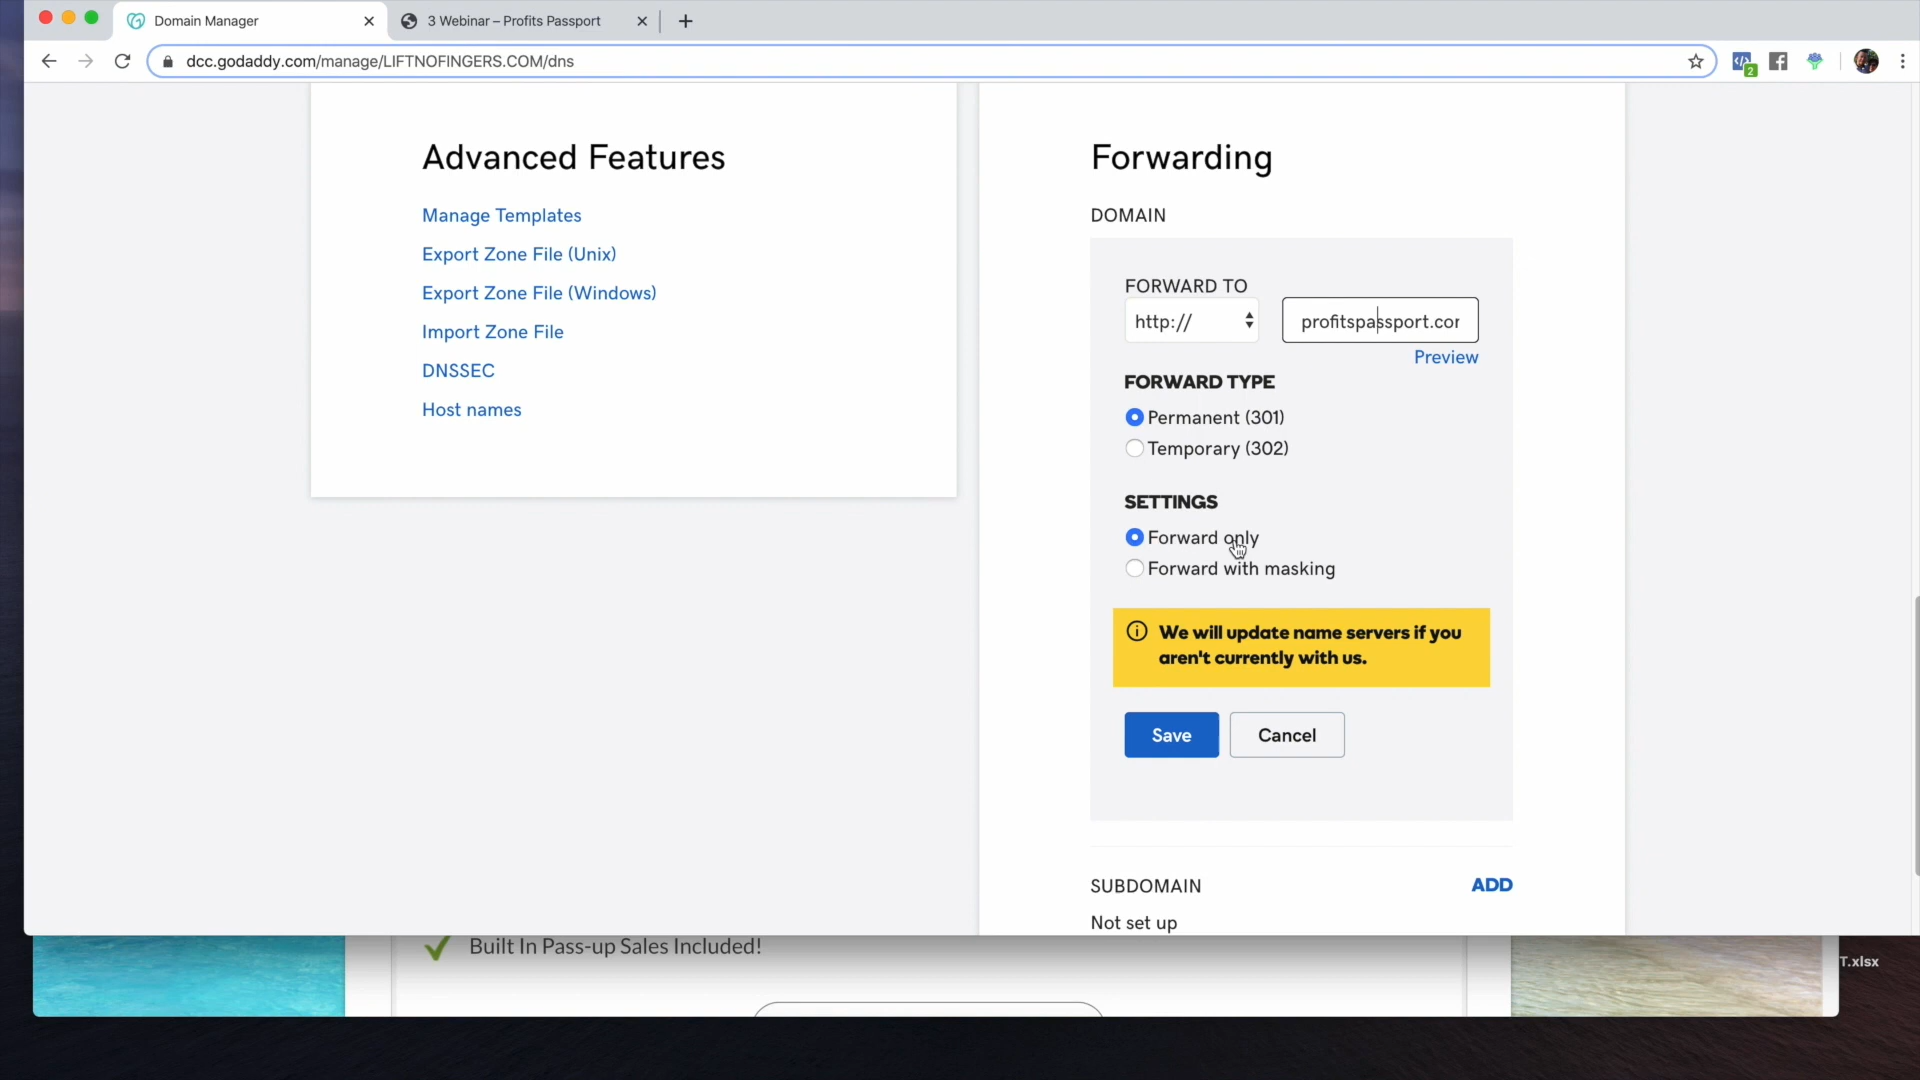 Domain Manager
3 Webinar – Profits Passport
dcc.godaddy.com/manage/LIFTNOFINGERS.COM/dns
2
Advanced Features
Manage Templates
Export Zone File (Unix)
Export Zone File (Windows)
Import Zone File
DNSSEC
Host names
Forwarding
DOMAIN
FORWARD TO
http://
profitspassport.cor
Preview
FORWARD TYPE
Permanent (301)
Temporary (302)
SETTINGS
Forward only
Forward with masking
We will update name servers if you
aren't currently with us.
Save
Cancel
SUBDOMAIN
ADD
Not set up
Built In Pass-up Sales Included!
T.xlsx